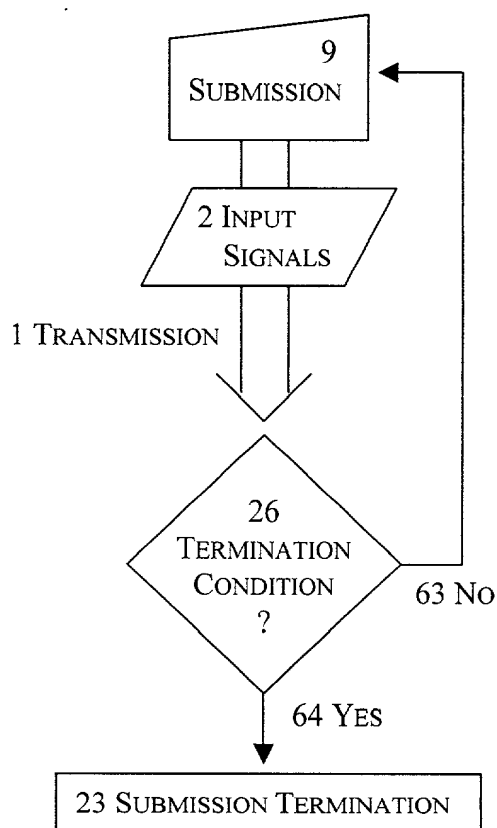 9
SUBMISSION
2 INPUT
SIGNALS
1 TRANSMISSION
26
TERMINATION
CONDITION
?
63 NO
64 YES
23 SUBMISSION TERMINATION